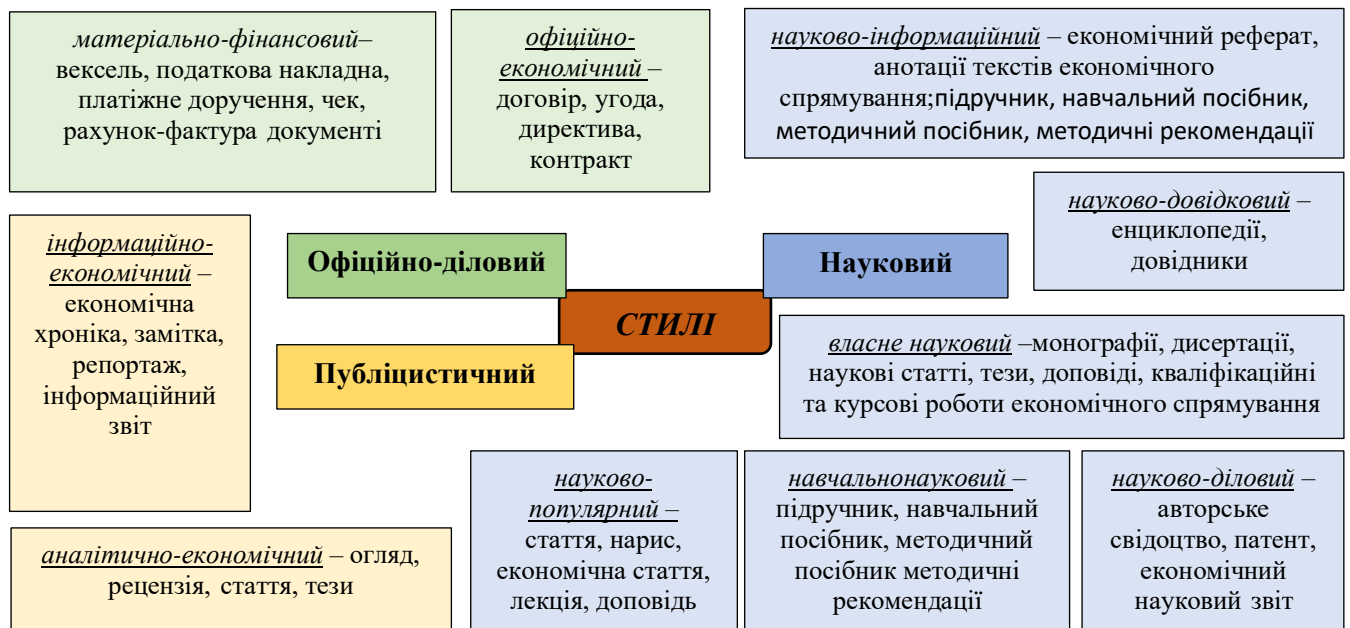 матеріально-фінансовий–
вексель, податкова накладна,
платіжне доручення, чек,
рахунок-фактура документі
офіційно-
економічний –
договір, угода,
директива,
контракт
науково-інформаційний – економічний реферат,
анотації текстів економічного
спрямування;підручник, навчальний посібник,
методичний посібник, методичні рекомендації
науково-довідковий –
енциклопедії,
довідники
інформаційно-
економічний –
економічна
хроніка, замітка,
репортаж,
інформаційний
звіт
Офіційно-діловий
Науковий
СТИЛІ
Публіцистичний
власне науковий –монографії, дисертації,
наукові статті, тези, доповіді, кваліфікаційні
та курсові роботи економічного спрямування
аналітично-економічний – огляд,
рецензія, стаття, тези
науково-
популярний –
стаття, нарис,
економічна стаття,
лекція, доповідь
навчальнонауковий –
підручник, навчальний
посібник, методичний
посібник методичні
рекомендації
науково-діловий –
авторське
свідоцтво, патент,
економічний
науковий звіт